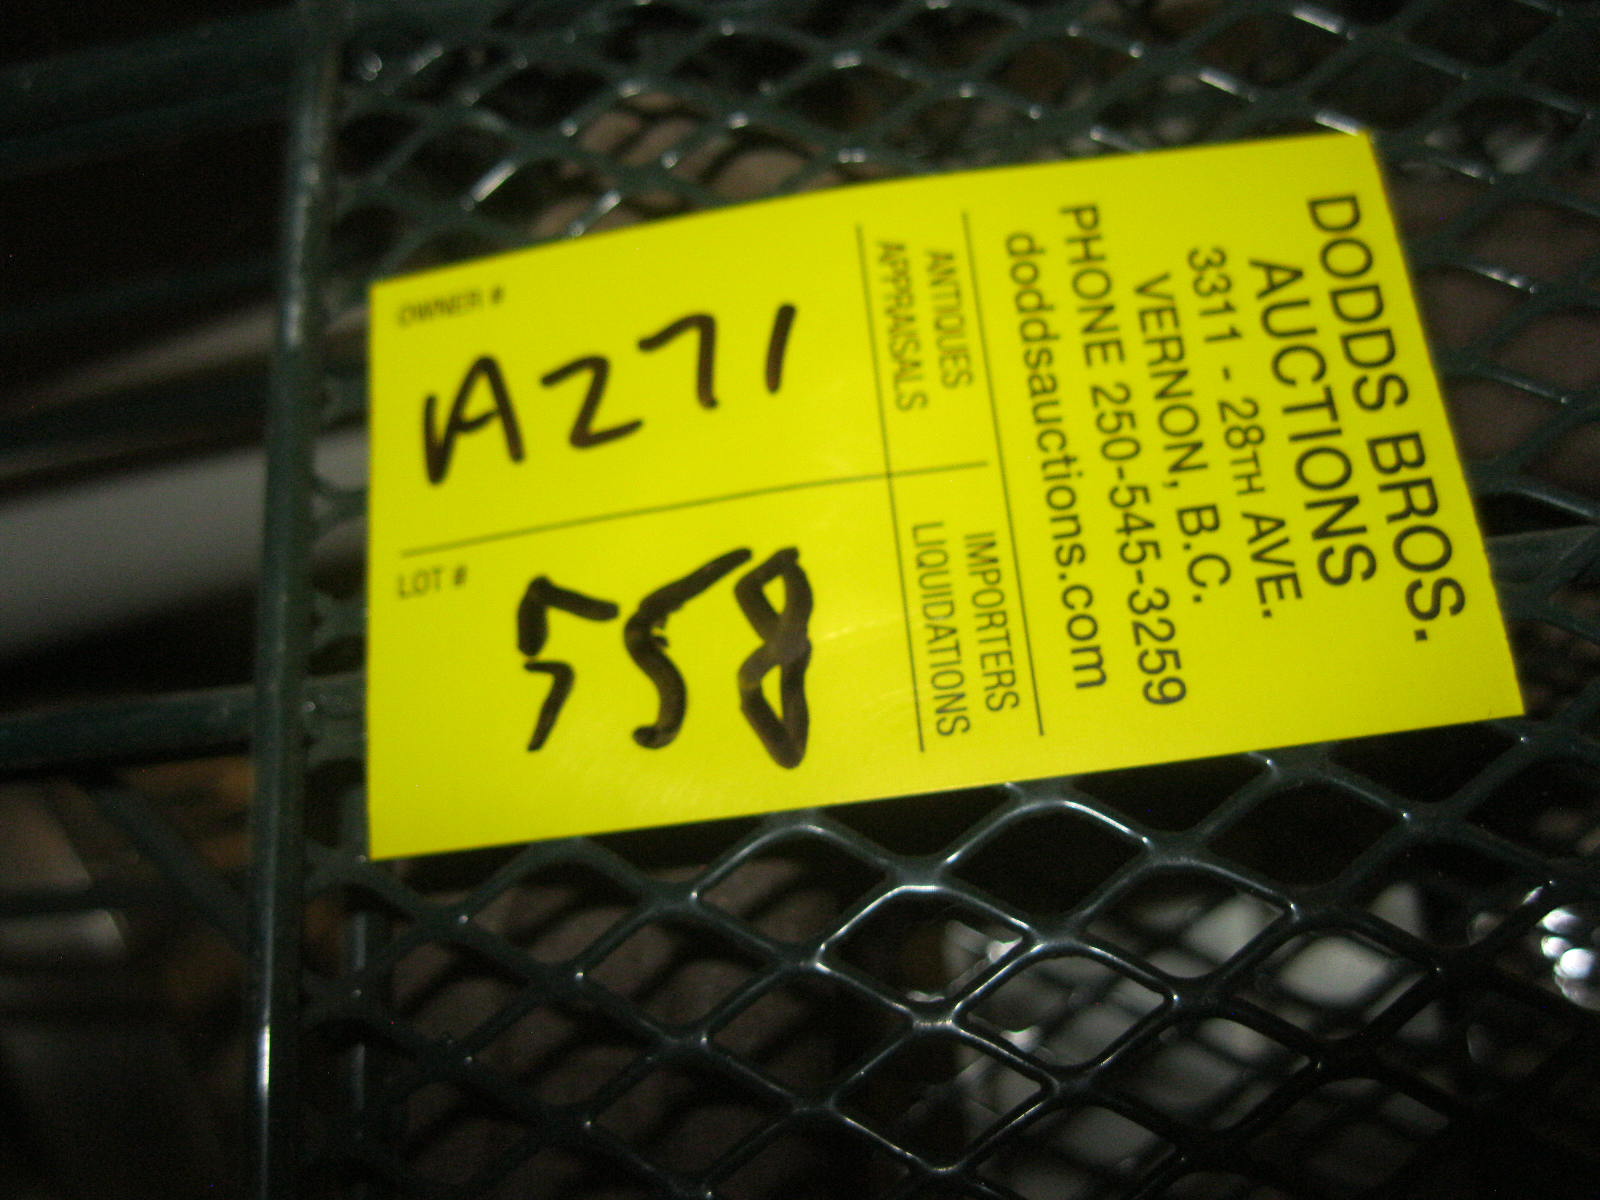 DODDS BROS.
AUCTIONS
3311 - 28TH AVE.
VERNON, B.C.
PHONE 250-545-3259
doddsauctions.com
ANTIQUES
APPRAISALS
IMPORTERS
LIQUIDATIONS
OWNER #
A271
LOT #
558